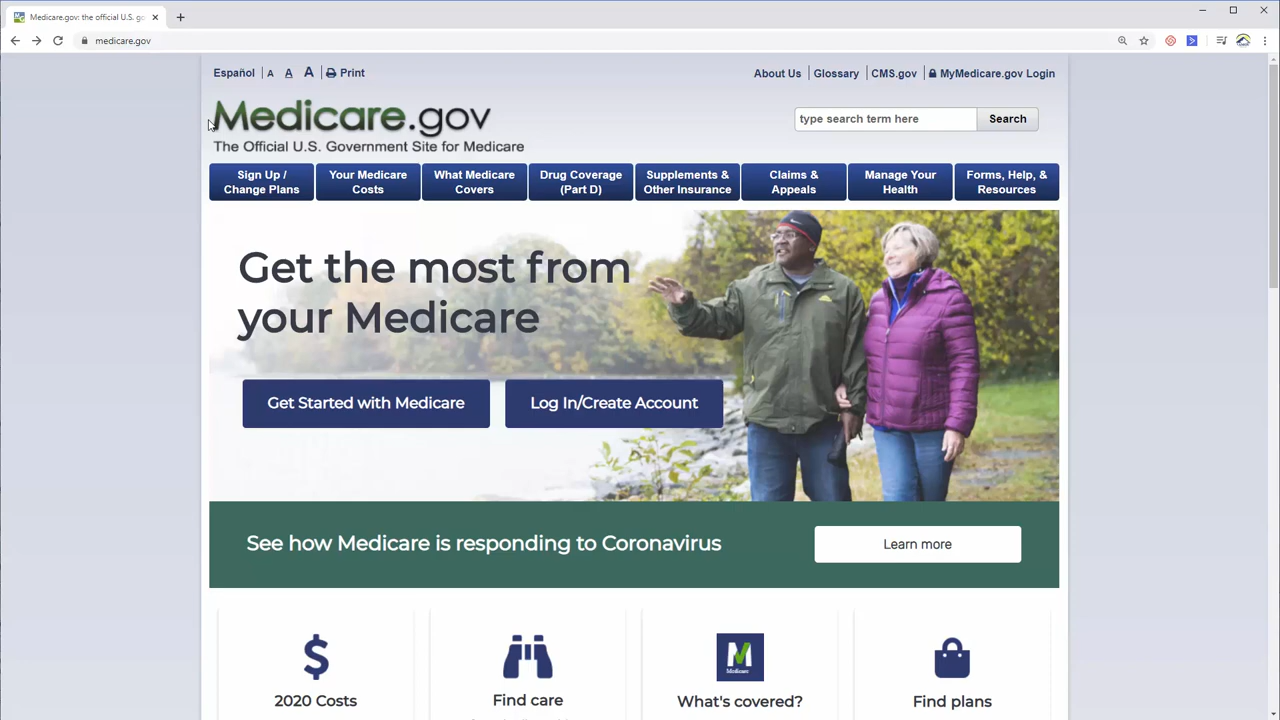 Medicare.gov: the official U.S. go
medicare.gov
Español A A A Print
About Us Glossary CMS.gov MyMedicare.gov Login
Medicare.gov
The Official U.S. Government Site for Medicare
type search term here Search
Sign Up /
Change Plans
Your Medicare
Costs
What Medicare
Covers
Drug Coverage
(Part D)
Supplements &
Other Insurance
Claims &
Appeals
Manage Your
Health
Forms, Help, &
Resources
Get the most from
your Medicare
Get Started with Medicare
Log In/Create Account
See how Medicare is responding to Coronavirus
Learn more
2020 Costs
Find care
M
Medicare
What's covered?
Find plans